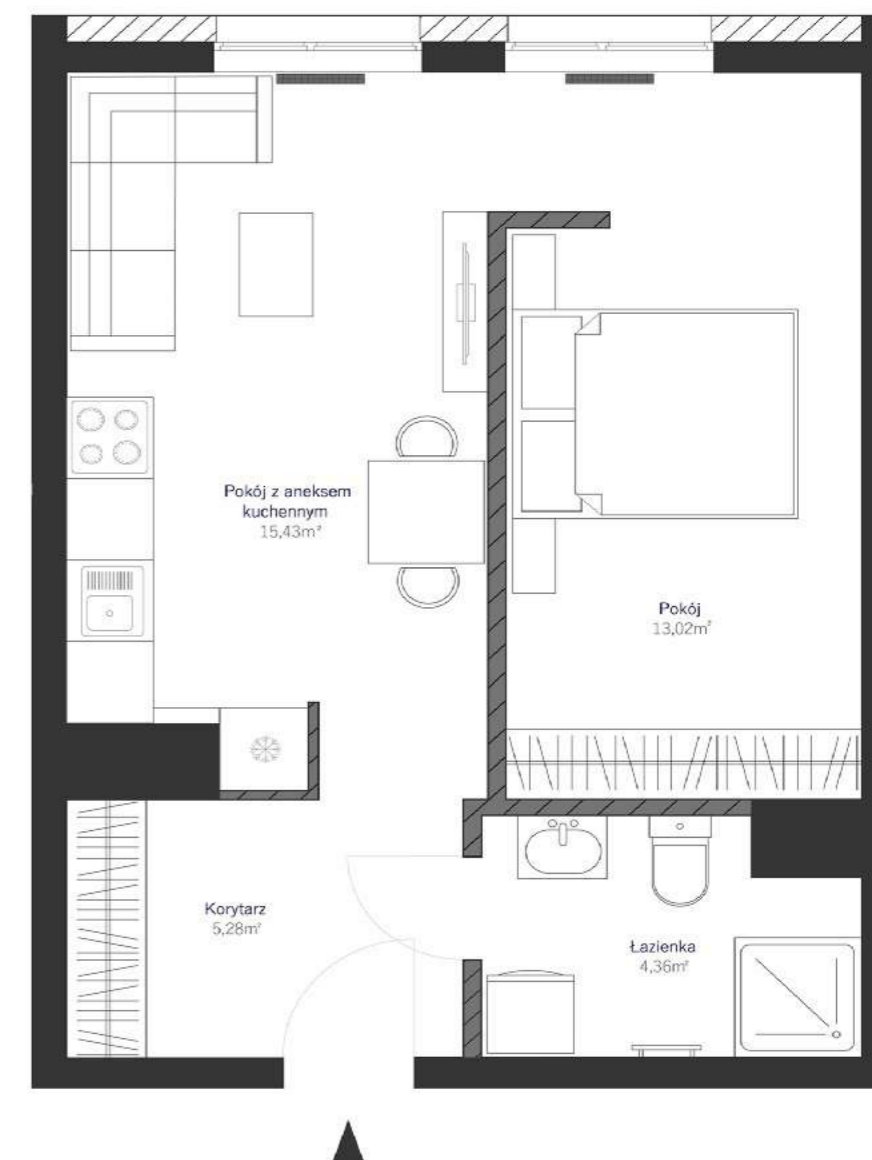 Pokój z aneksem
kuchennym
15,43m²
Pokój
13,02m²
Korytarz
5,28m²
Łazienka
4,36m²